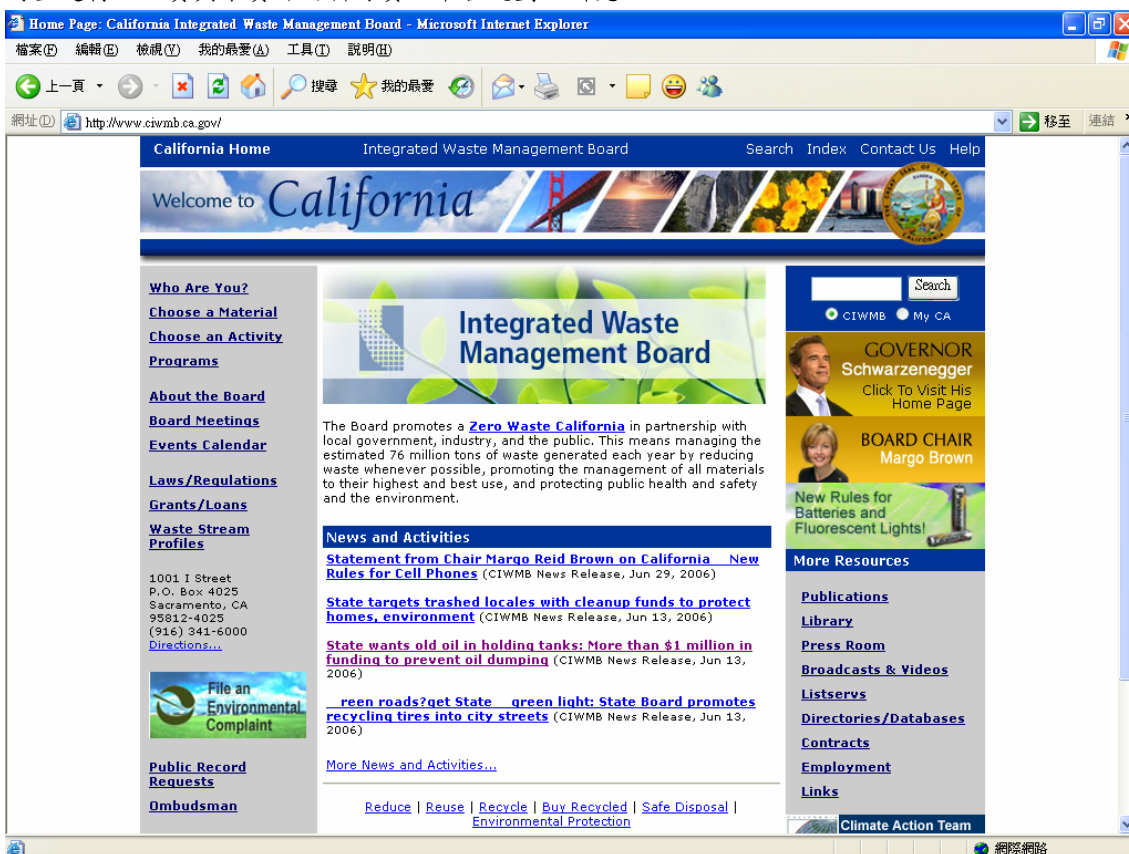 Home Page: California Integrated Waste Management Board - Microsoft Internet Explorer
檔案(F) 編輯(E) 檢視(V) 我的最愛(A) 工具(T) 說明(H)
上一頁 搜尋 我的最愛
網址(D) http://www.ciwmb.ca.gov/ 移至 連結
California Home Integrated Waste Management Board Search Index Contact Us Help
Welcome to California
Who Are You?
Choose a Material
Choose an Activity
Programs
About the Board
Board Meetings
Events Calendar
Laws/Regulations
Grants/Loans
Waste Stream
Profiles
1001 I Street
P.O. Box 4025
Sacramento, CA
95812-4025
(916) 341-6000
Directions...
File an
Environmental
Complaint
Public Record
Requests
Ombudsman
Integrated Waste
Management Board
The Board promotes a Zero Waste California in partnership with
local government, industry, and the public. This means managing the
estimated 76 million tons of waste generated each year by reducing
waste whenever possible, promoting the management of all materials
to their highest and best use, and protecting public health and safety
and the environment.
News and Activities
Statement from Chair Margo Reid Brown on California New
Rules for Cell Phones (CIWMB News Release, Jun 29, 2006)
State targets trashed locales with cleanup funds to protect
homes, environment (CIWMB News Release, Jun 13, 2006)
State wants old oil in holding tanks: More than $1 million in
funding to prevent oil dumping (CIWMB News Release, Jun 13,
2006)
reen roads?get State green light: State Board promotes
recycling tires into city streets (CIWMB News Release, Jun 13,
2006)
More News and Activities...
Reduce | Reuse | Recycle | Buy Recycled | Safe Disposal |
Environmental Protection
Search
CIWMB My CA
GOVERNOR
Schwarzenegger
Click To Visit His
Home Page
BOARD CHAIR
Margo Brown
New Rules for
Batteries and
Fluorescent Lights!
More Resources
Publications
Library
Press Room
Broadcasts & Videos
Listservs
Directories/Databases
Contracts
Employment
Links
Climate Action Team
網際網路